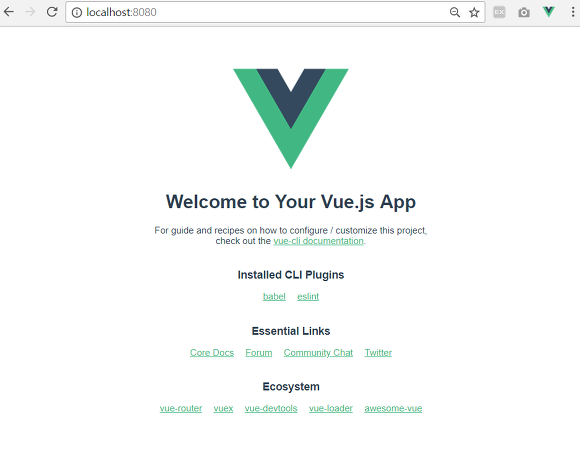 localhost:8080
EX
Welcome to Your Vue.js App
For guide and recipes on how to configure / customize this project,
check out the vue-cli documentation.
Installed CLI Plugins
babel eslint
Essential Links
Core Docs Forum Community Chat Twitter
Ecosystem
vue-router vuex vue-devtools vue-loader awesome-vue